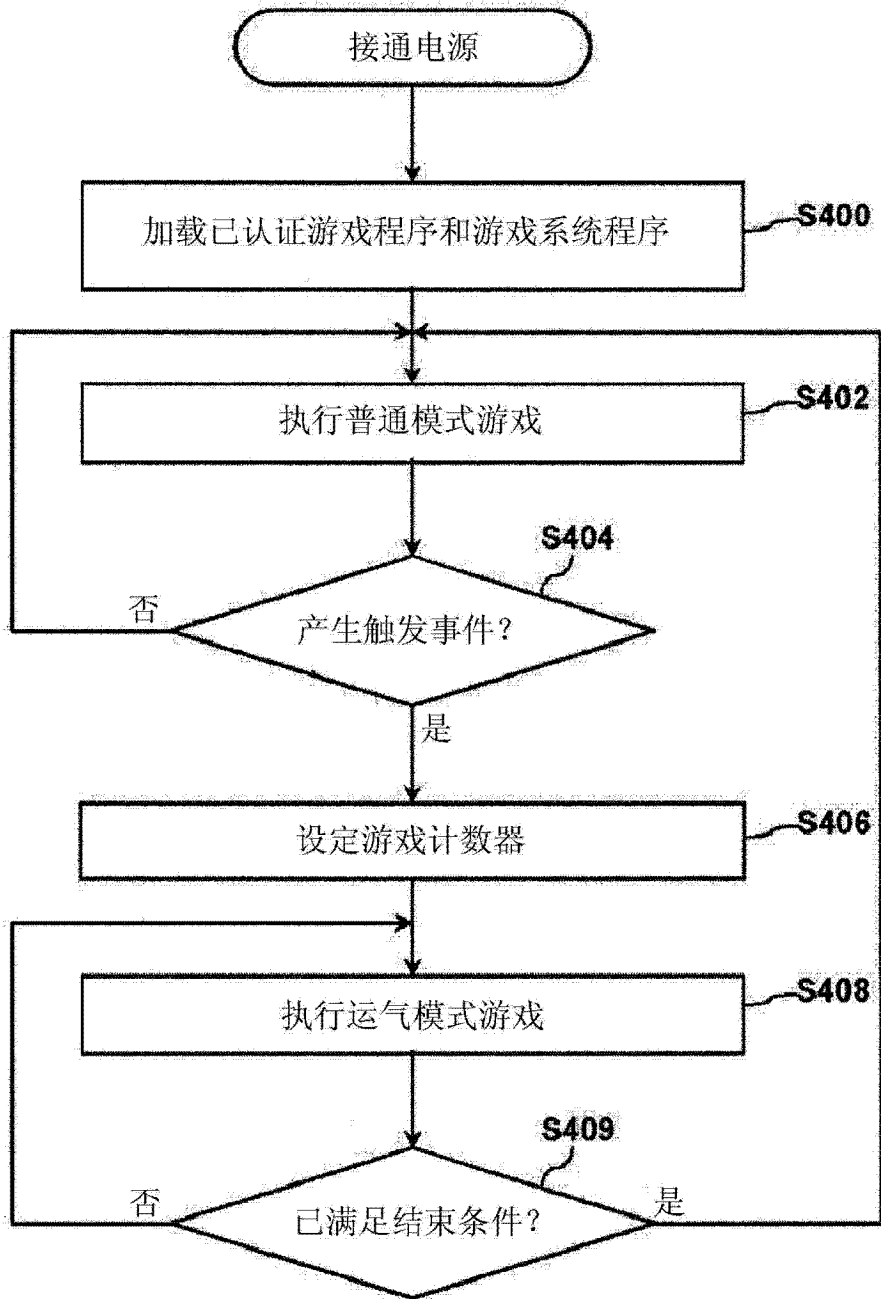 接通电源
加载已认证游戏程序和游戏系统程序
S400
执行普通模式游戏
S402
S404
否
产生触发事件？
是
设定游戏计数器
S406
执行运气模式游戏
S408
S409
否
已满足结束条件？
是